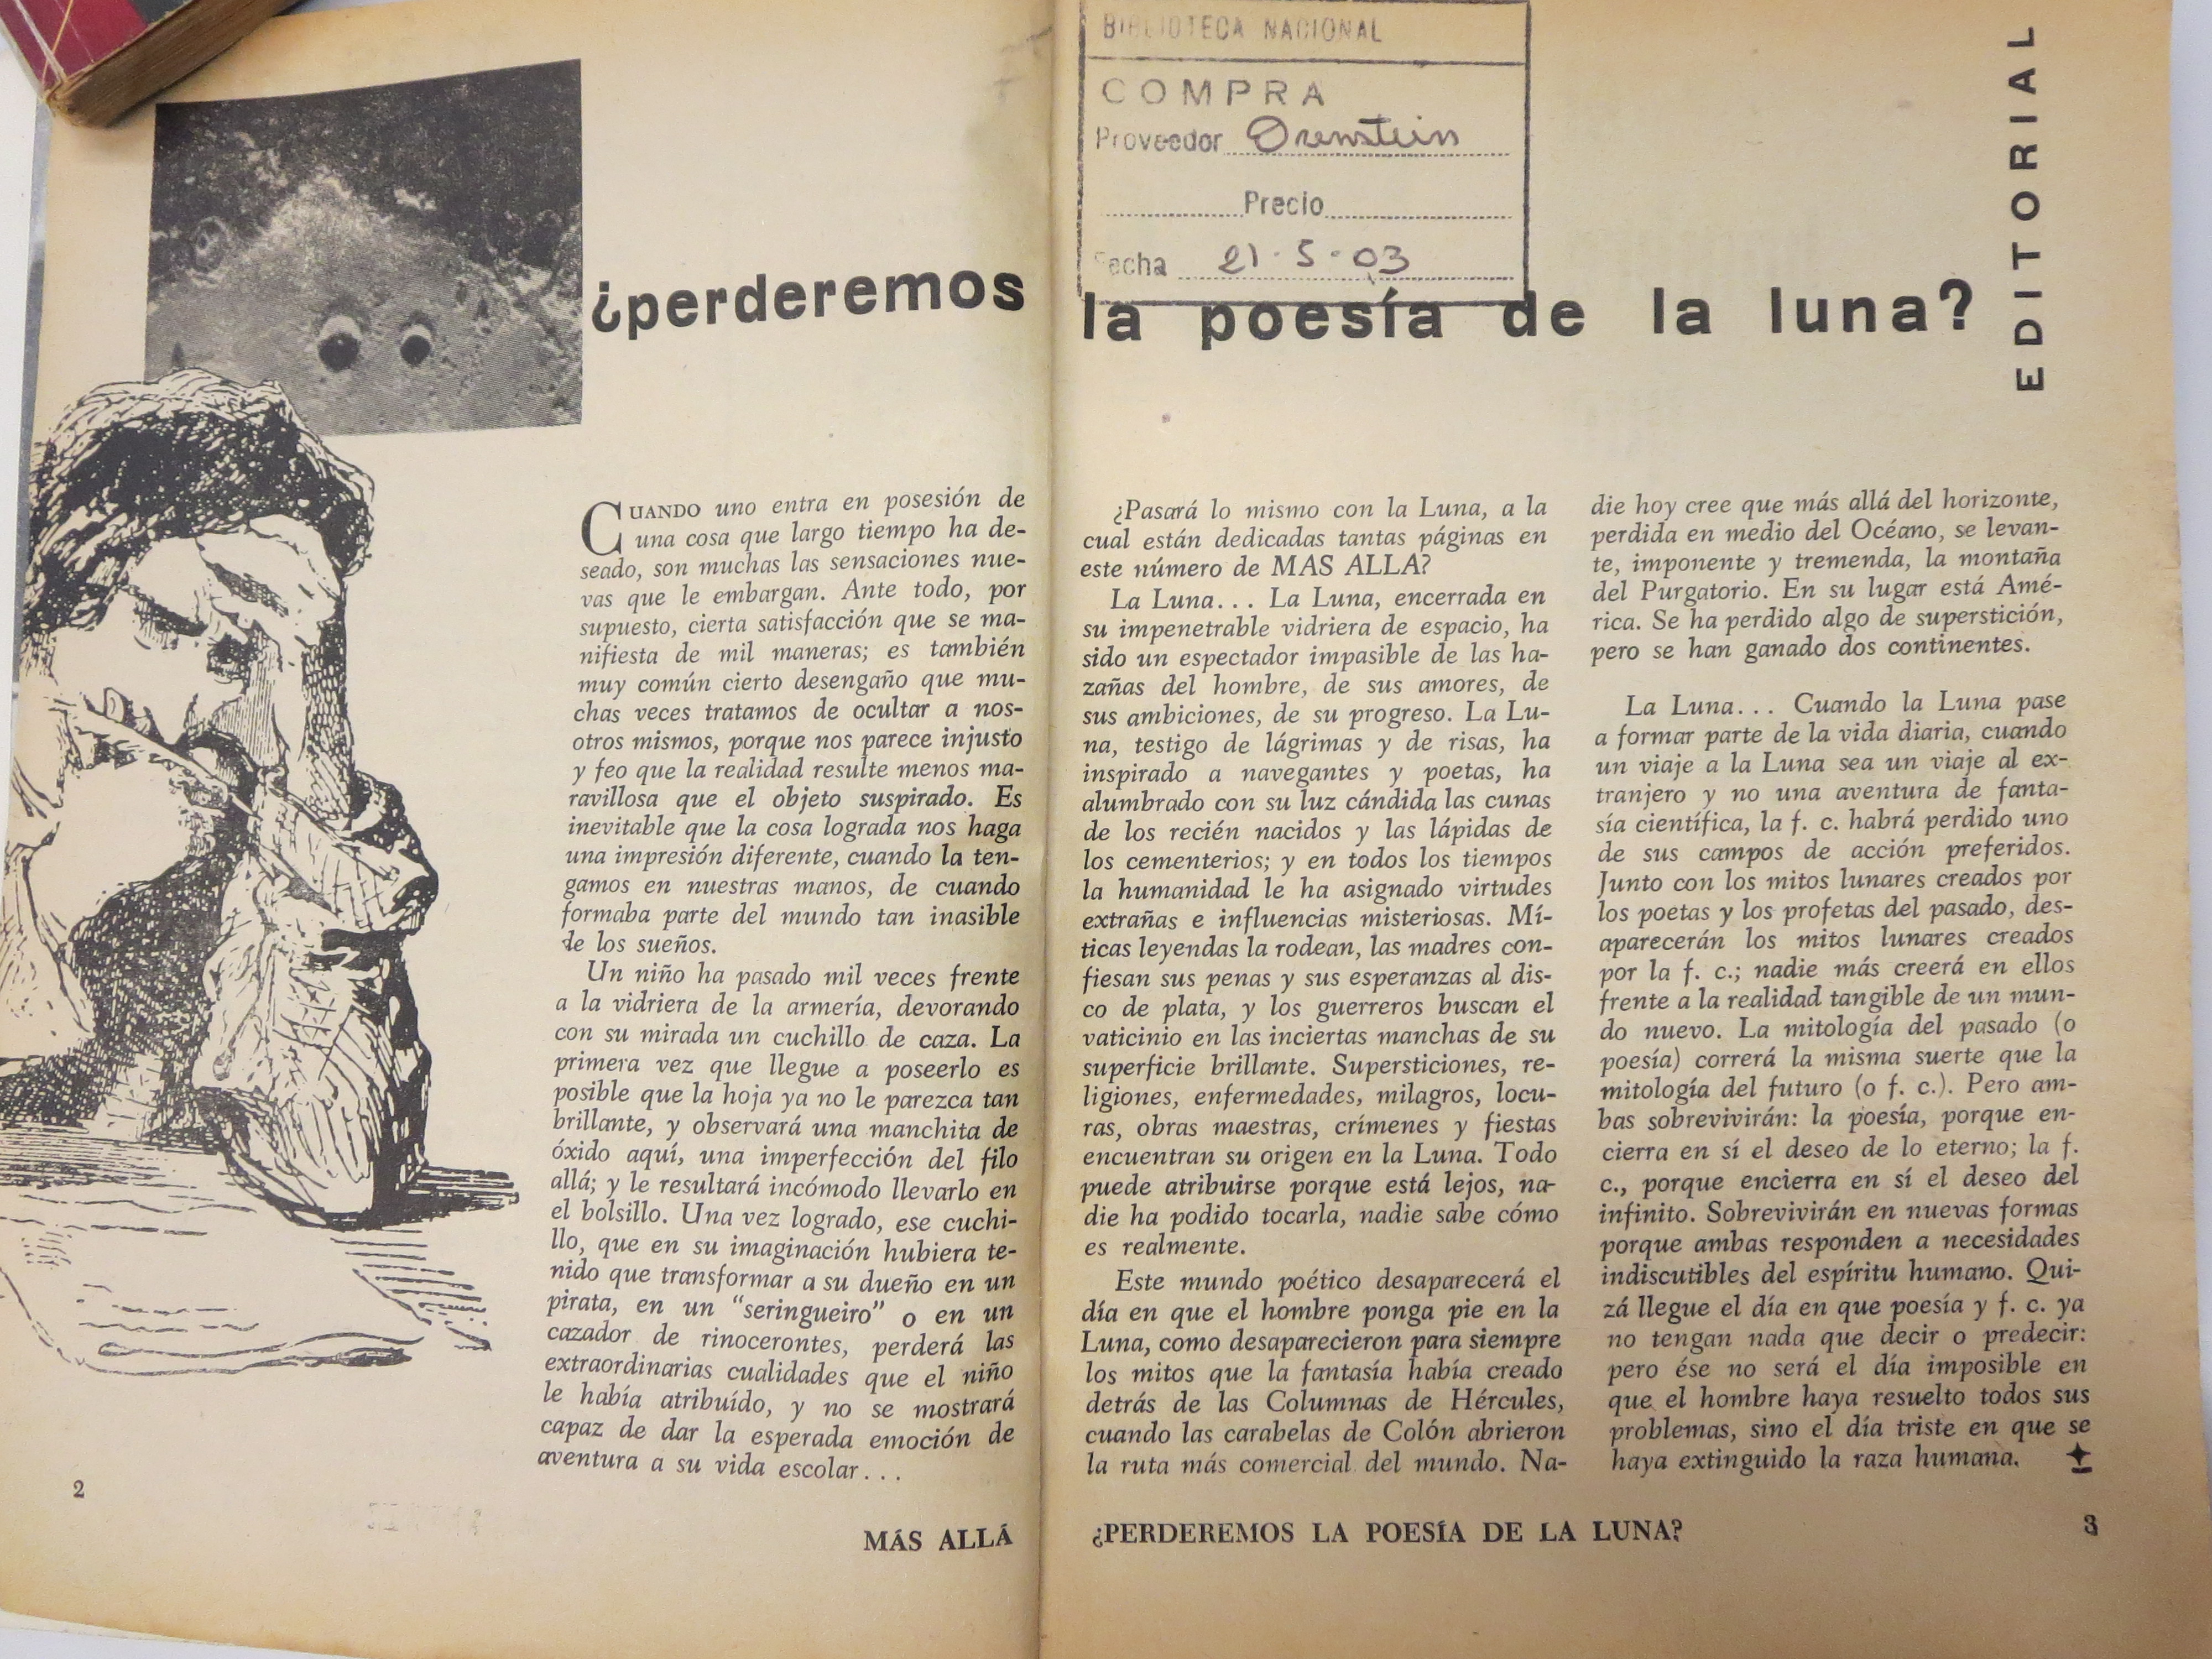 ¿perderemos la poesía de la luna?
EDITORIAL
BIBLIOTECA NACIONAL
COMPRA
Proveedor Orenstein
Precio
Fecha 21·5·03
CUANDO uno entra en posesión de
una cosa que largo tiempo ha de-
seado, son muchas las sensaciones nue-
vas que le embargan. Ante todo, por
supuesto, cierta satisfacción que se ma-
nifiesta de mil maneras; es también
muy común cierto desengaño que mu-
chas veces tratamos de ocultar a nos-
otros mismos, porque nos parece injusto
y feo que la realidad resulte menos ma-
ravillosa que el objeto suspirado. Es
inevitable que la cosa lograda nos haga
una impresión diferente, cuando la ten-
gamos en nuestras manos, de cuando
formaba parte del mundo tan inasible
de los sueños.
Un niño ha pasado mil veces frente
a la vidriera de la armería, devorando
con su mirada un cuchillo de caza. La
primera vez que llegue a poseerlo es
posible que la hoja ya no le parezca tan
brillante, y observará una manchita de
óxido aquí, una imperfección del filo
allá; y le resultará incómodo llevarlo en
el bolsillo. Una vez logrado, ese cuchi-
llo, que en su imaginación hubiera te-
nido que transformar a su dueño en un
pirata, en un “seringueiro” o en un
cazador de rinocerontes, perderá las
extraordinarias cualidades que el niño
le había atribuído, y no se mostrará
capaz de dar la esperada emoción de
aventura a su vida escolar...
2
MÁS ALLÁ
¿Pasará lo mismo con la Luna, a la
cual están dedicadas tantas páginas en
este número de MAS ALLA?
La Luna... La Luna, encerrada en
su impenetrable vidriera de espacio, ha
sido un espectador impasible de las ha-
zañas del hombre, de sus amores, de
sus ambiciones, de su progreso. La Lu-
na, testigo de lágrimas y de risas, ha
inspirado a navegantes y poetas, ha
alumbrado con su luz cándida las cunas
de los recién nacidos y las lápidas de
los cementerios; y en todos los tiempos
la humanidad le ha asignado virtudes
extrañas e influencias misteriosas. Mí-
ticas leyendas la rodean, las madres con-
fiesan sus penas y sus esperanzas al dis-
co de plata, y los guerreros buscan el
vaticinio en las inciertas manchas de su
superficie brillante. Supersticiones, re-
ligiones, enfermedades, milagros, locu-
ras, obras maestras, crímenes y fiestas
encuentran su origen en la Luna. Todo
puede atribuirse porque está lejos, na-
die ha podido tocarla, nadie sabe cómo
es realmente.
Este mundo poético desaparecerá el
día en que el hombre ponga pie en la
Luna, como desaparecieron para siempre
los mitos que la fantasía había creado
detrás de las Columnas de Hércules,
cuando las carabelas de Colón abrieron
la ruta más comercial del mundo. Na-
die hoy cree que más allá del horizonte,
perdida en medio del Océano, se levan-
te, imponente y tremenda, la montaña
del Purgatorio. En su lugar está Amé-
rica. Se ha perdido algo de superstición,
pero se han ganado dos continentes.
La Luna... Cuando la Luna pase
a formar parte de la vida diaria, cuando
un viaje a la Luna sea un viaje al ex-
tranjero y no una aventura de fanta-
sía científica, la f. c. habrá perdido uno
de sus campos de acción preferidos.
Junto con los mitos lunares creados por
los poetas y los profetas del pasado, des-
aparecerán los mitos lunares creados
por la f. c.; nadie más creerá en ellos
frente a la realidad tangible de un mun-
do nuevo. La mitología del pasado (o
poesía) correrá la misma suerte que la
mitología del futuro (o f. c.). Pero am-
bas sobrevivirán: la poesía, porque en-
cierra en sí el deseo de lo eterno; la f.
c., porque encierra en sí el deseo del
infinito. Sobrevivirán en nuevas formas
porque ambas responden a necesidades
indiscutibles del espíritu humano. Qui-
zá llegue el día en que poesía y f. c. ya
no tengan nada que decir o predecir:
pero ése no será el día imposible en
que el hombre haya resuelto todos sus
problemas, sino el día triste en que se
haya extinguido la raza humana.
¿PERDEREMOS LA POESÍA DE LA LUNA?
3